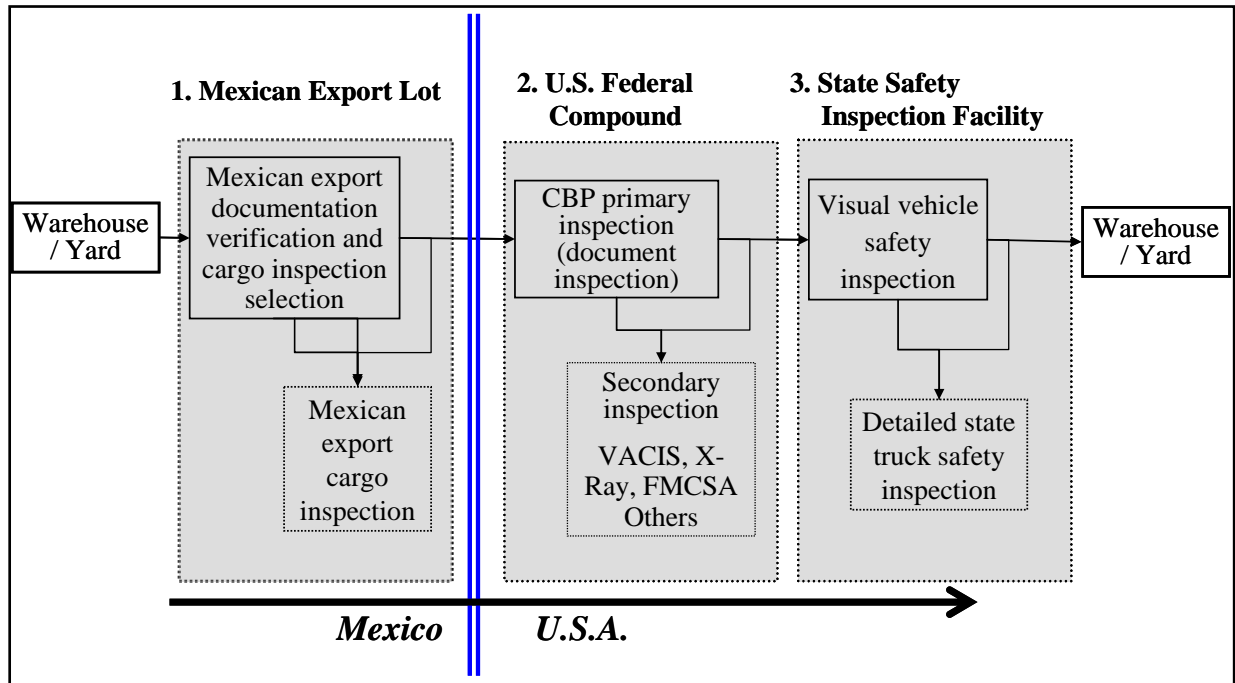 1. Mexican Export Lot
2. U.S. Federal
Compound
3. State Safety
Inspection Facility
Warehouse
/ Yard
Mexican export
documentation
verification and
cargo inspection
selection
Mexican
export
cargo
inspection
CBP primary
inspection
(document
inspection)
Secondary
inspection
VACIS, X-
Ray, FMCSA
Others
Visual vehicle
safety
inspection
Detailed state
truck safety
inspection
Warehouse
/ Yard
Mexico
U.S.A.